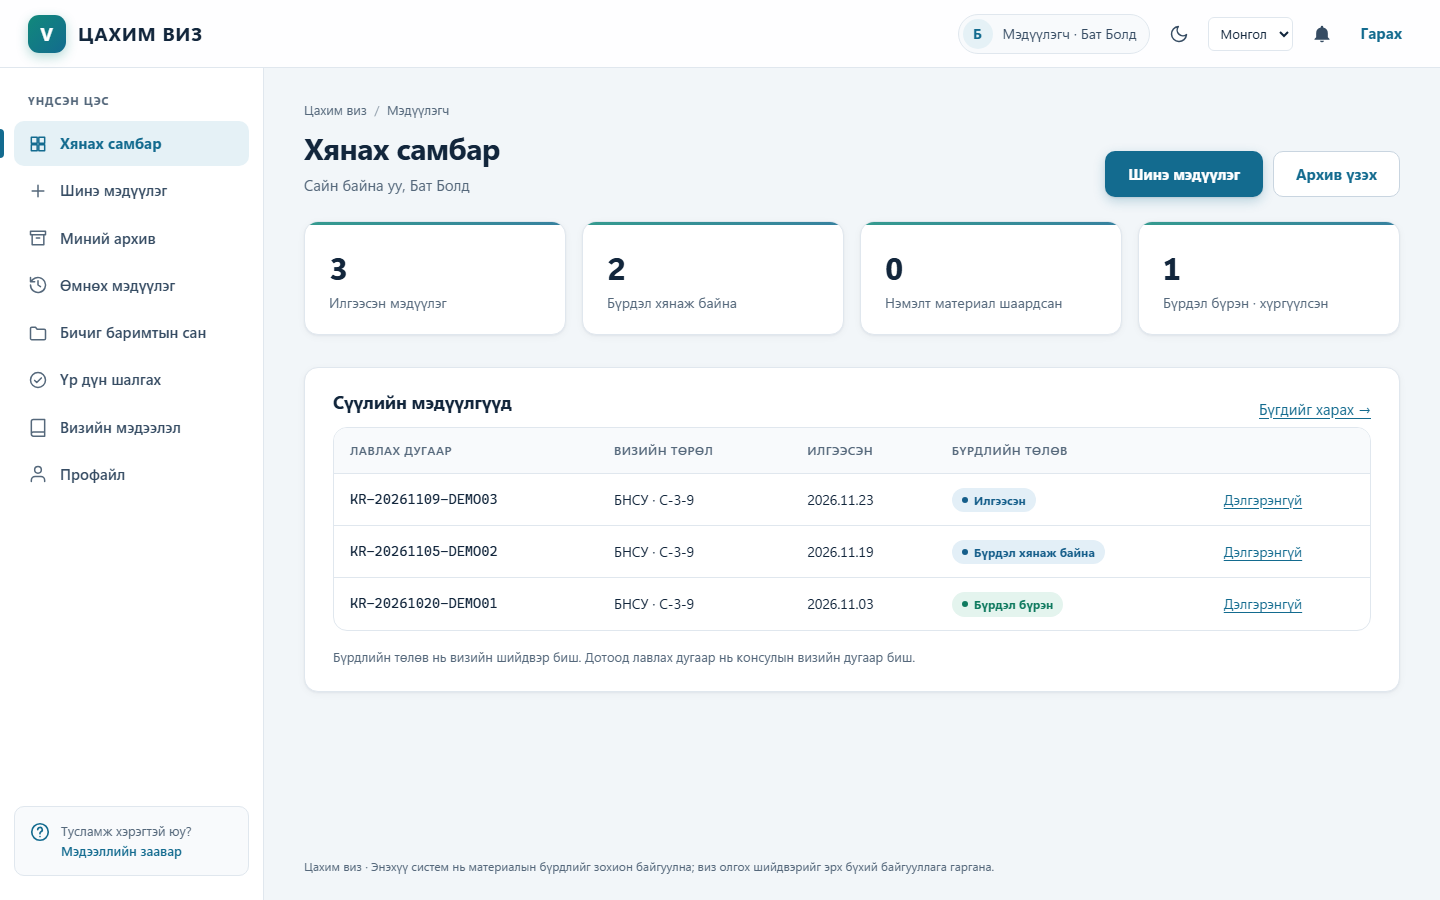 V ЦАХИМ ВИЗ
Б Мэдүүлэгч · Бат Болд
Монгол
Гарах
ҮНДСЭН ЦЭС
Хянах самбар
Шинэ мэдүүлэг
Миний архив
Өмнөх мэдүүлэг
Бичиг баримтын сан
Үр дүн шалгах
Визийн мэдээлэл
Профайл
Тусламж хэрэгтэй юу?
Мэдээллийн заавар
Цахим виз / Мэдүүлэгч
Хянах самбар
Сайн байна уу, Бат Болд
Шинэ мэдүүлэг
Архив үзэх
3
Илгээсэн мэдүүлэг
2
Бүрдэл хянаж байна
0
Нэмэлт материал шаардсан
1
Бүрдэл бүрэн · хүргүүлсэн
Сүүлийн мэдүүлгүүд
Бүгдийг харах →
ЛАВЛАХ ДУГААР ВИЗИЙН ТӨРӨЛ ИЛГЭЭСЭН БҮРДЛИЙН ТӨЛӨВ
KR-20261109-DEMO03 БНСУ · C-3-9 2026.11.23 Илгээсэн Дэлгэрэнгүй
KR-20261105-DEMO02 БНСУ · C-3-9 2026.11.19 Бүрдэл хянаж байна Дэлгэрэнгүй
KR-20261020-DEMO01 БНСУ · C-3-9 2026.11.03 Бүрдэл бүрэн Дэлгэрэнгүй
Бүрдлийн төлөв нь визийн шийдвэр биш. Дотоод лавлах дугаар нь консулын визийн дугаар биш.
Цахим виз · Энэхүү систем нь материалын бүрдлийг зохион байгуулна; виз олгох шийдвэрийг эрх бүхий байгууллага гаргана.